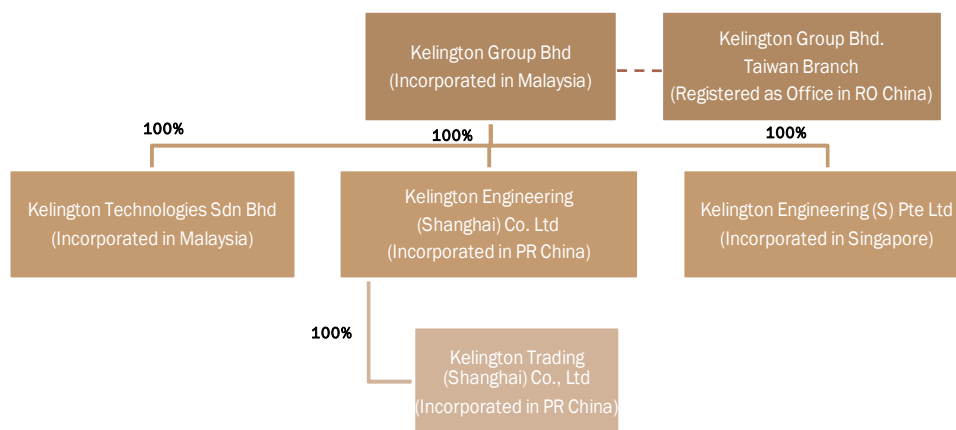 Kelington Group Bhd
(Incorporated in Malaysia)
Kelington Group Bhd.
Taiwan Branch
(Registered as Office in RO China)
100%
100%
100%
Kelington Technologies Sdn Bhd
(Incorporated in Malaysia)
Kelington Engineering
(Shanghai) Co. Ltd
(Incorporated in PR China)
Kelington Engineering (S) Pte Ltd
(Incorporated in Singapore)
100%
Kelington Trading
(Shanghai) Co., Ltd
(Incorporated in PR China)